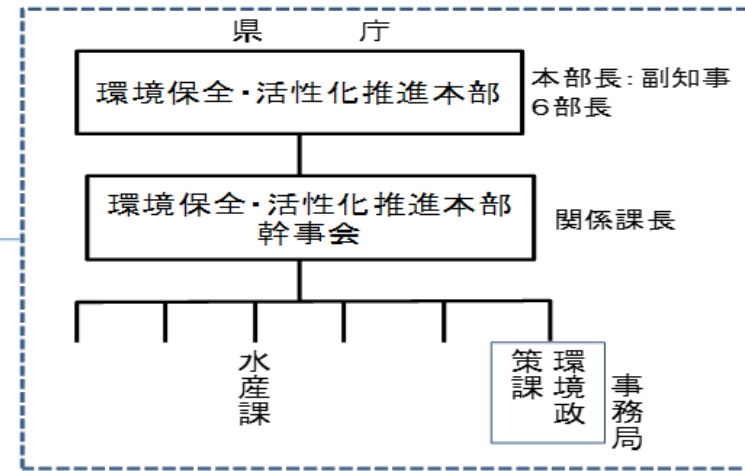 県 庁
環境保全・活性化推進本部
本部長：副知事
6部長
環境保全・活性化推進本部
幹事会
関係課長
水産課
環境政
策課
事務局